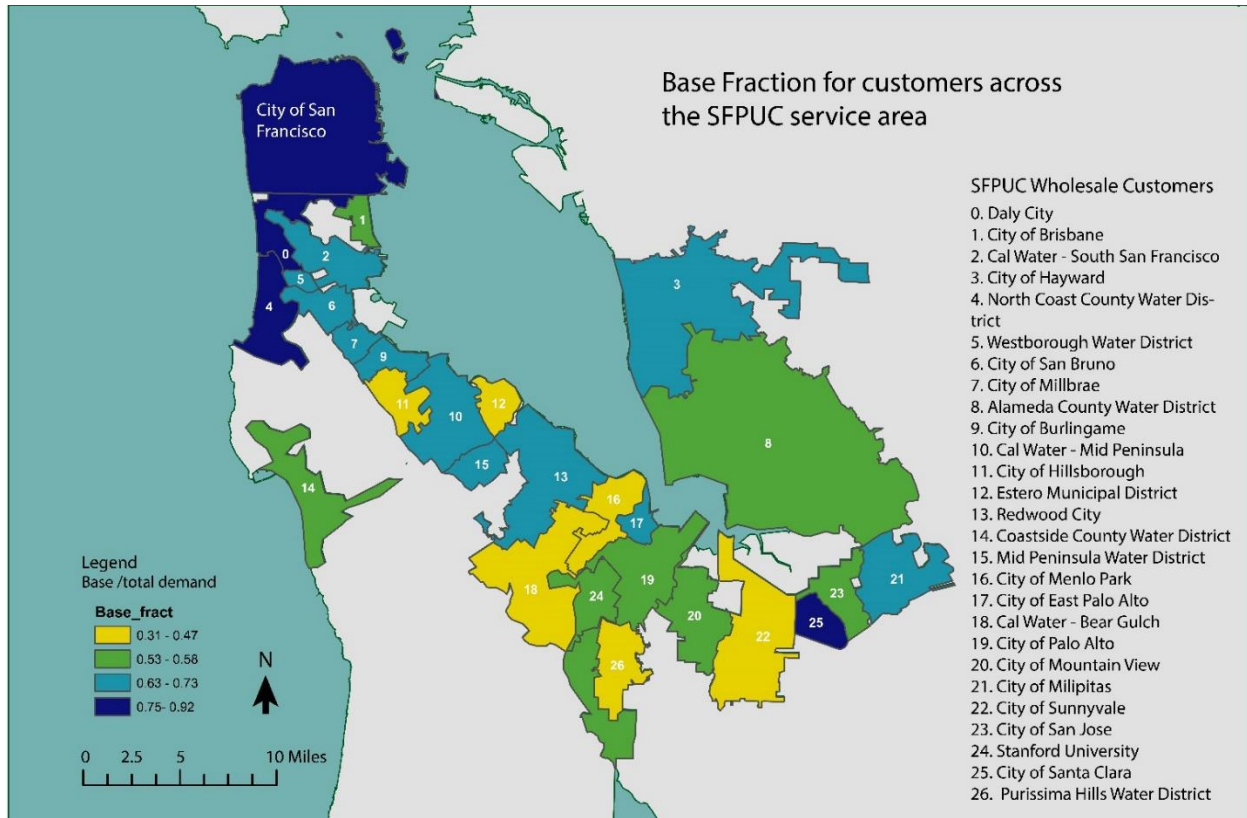 Base Fraction for customers across
the SFPUC service area
City of San
Francisco
SFPUC Wholesale Customers
0. Daly City
1. City of Brisbane
2. Cal Water - South San Francisco
3. City of Hayward
4. North Coast County Water Dis-
trict
5. Westborough Water District
6. City of San Bruno
7. City of Millbrae
8. Alameda County Water District
9. City of Burlingame
10. Cal Water - Mid Peninsula
11. City of Hillsborough
12. Estero Municipal District
13. Redwood City
14. Coastside County Water District
15. Mid Peninsula Water District
16. City of Menlo Park
17. City of East Palo Alto
18. Cal Water - Bear Gulch
19. City of Palo Alto
20. City of Mountain View
21. City of Milipitas
22. City of Sunnyvale
23. City of San Jose
24. Stanford University
25. City of Santa Clara
26. Purissima Hills Water District
1
0
2
5
4
6
3
7
9
11
10
12
8
15
13
14
16
17
18
24
19
20
21
23
25
22
26
Legend
Base /total demand
Base_fract
0.31 - 0.47
0.53 - 0.58
0.63 - 0.73
0.75- 0.92
N
0 2.5 5 10 Miles